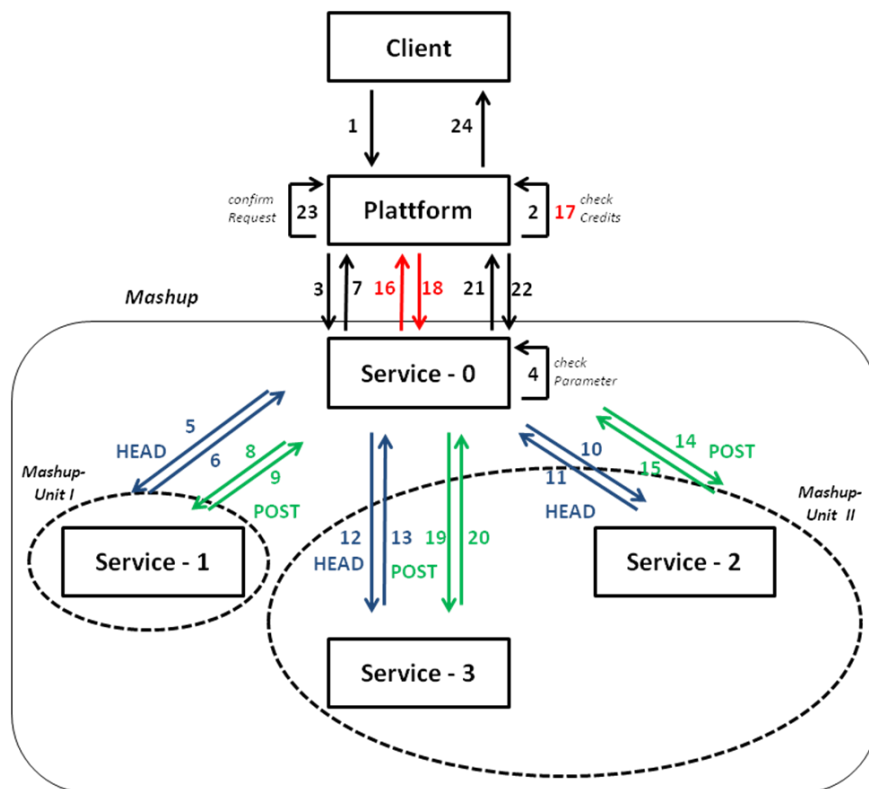 Client
1 24
confirm
Request
23
Plattform
2 17
check
Credits
3 7 16 18 21 22
Mashup
Service - 0
4
check
Parameter
5
HEAD
6
8
9
POST
10
11
HEAD
14
POST
15
Mashup-
Unit I
Mashup-
Unit II
Service - 1
12 13 19 20
HEAD POST
Service - 2
Service - 3